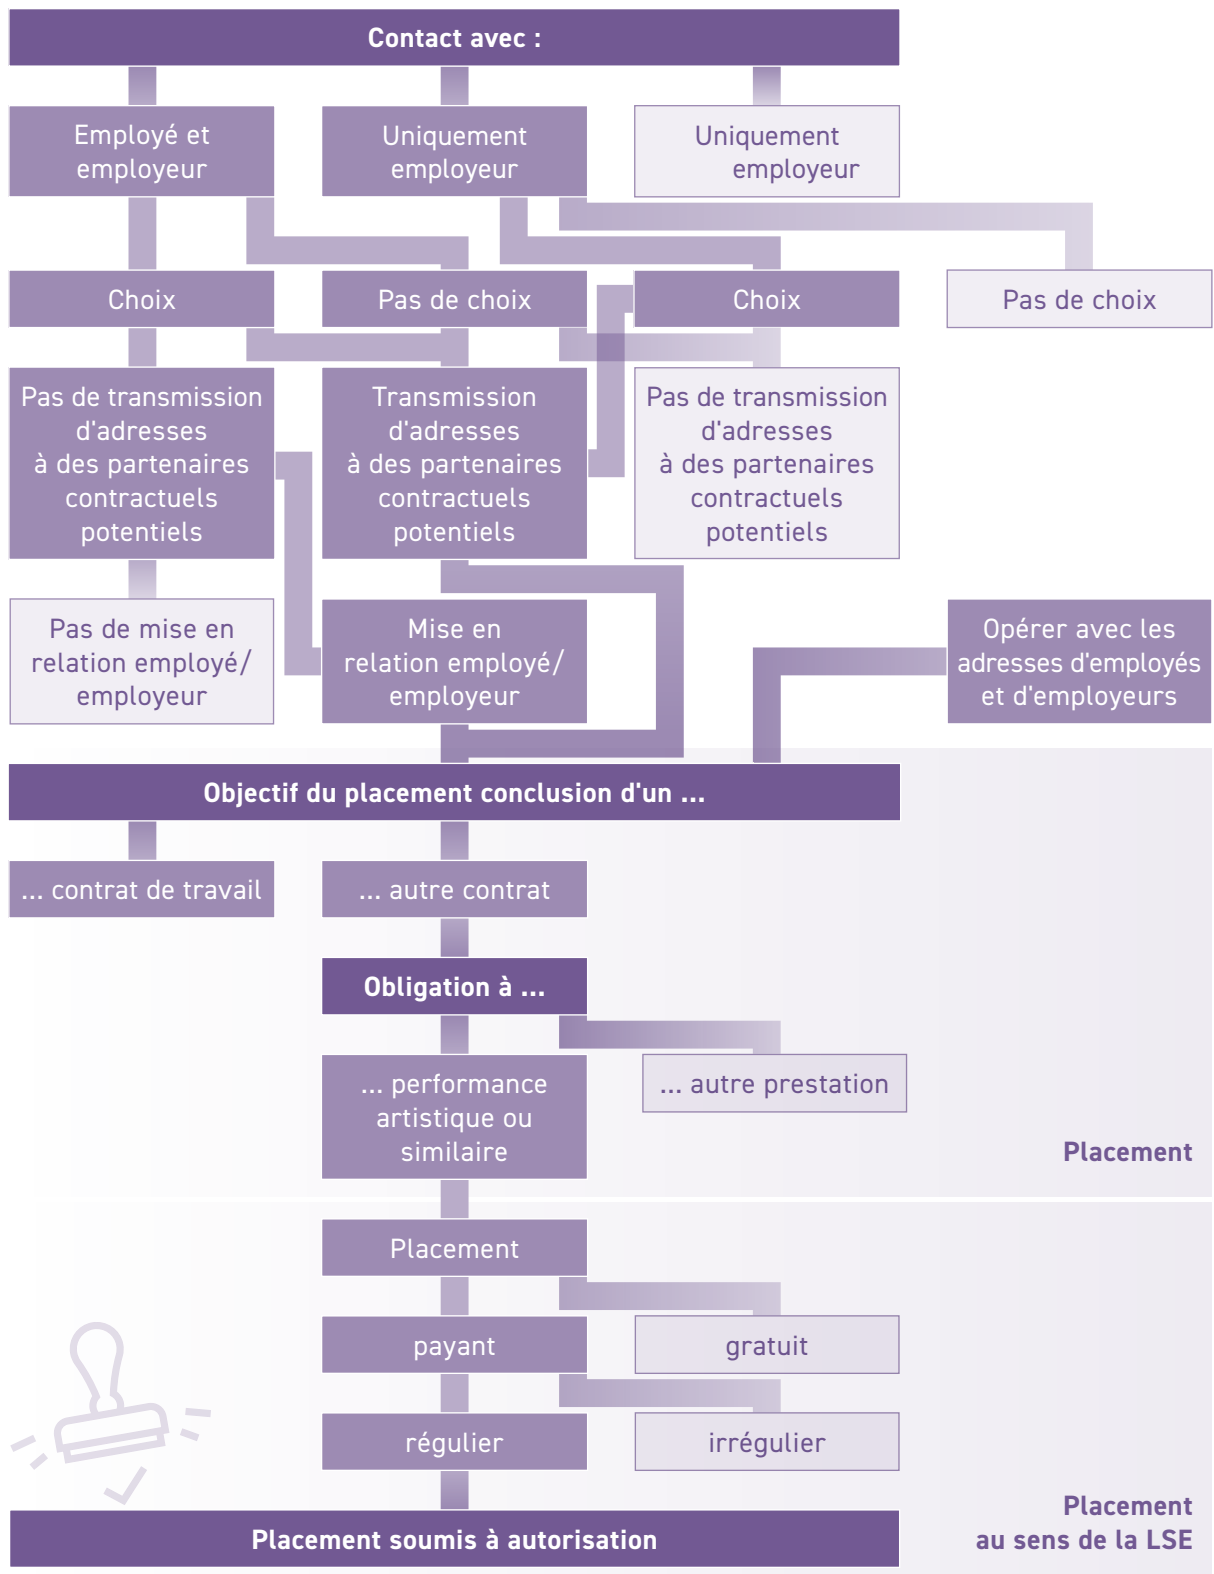 Contact avec :
Employé et
employeur
Uniquement
employeur
Uniquement
employeur
Choix
Pas de choix
Choix
Pas de choix
Pas de transmission
d'adresses
à des partenaires
contractuels
potentiels
Transmission
d'adresses
à des partenaires
contractuels
potentiels
Pas de transmission
d'adresses
à des partenaires
contractuels
potentiels
Pas de mise en
relation employé/
employeur
Mise en
relation employé/
employeur
Opérer avec les
adresses d'employés
et d'employeurs
Objectif du placement conclusion d'un ...
... contrat de travail
... autre contrat
Obligation à ...
... performance
artistique ou
similaire
... autre prestation
Placement
Placement
payant
gratuit
régulier
irrégulier
Placement
au sens de la LSE
Placement soumis à autorisation